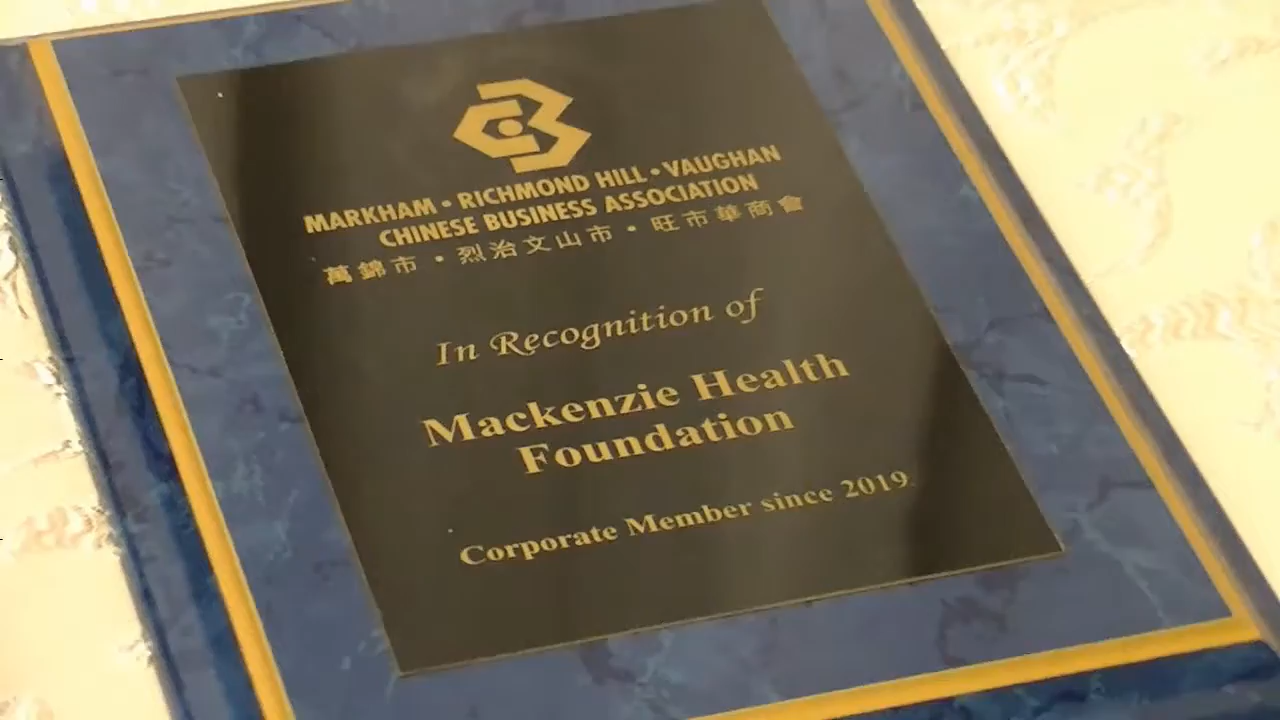 MARKHAM • RICHMOND HILL • VAUGHAN
CHINESE BUSINESS ASSOCIATION
萬錦市 • 烈治文山市 • 旺市華商會
In Recognition of
Mackenzie Health
Foundation
Corporate Member since 2019